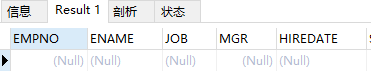 信息 Result 1 剖析 状态
EMPNO ENAME JOB MGR HIREDATE S
(Null) (Null) (Null) (Null) (Null)